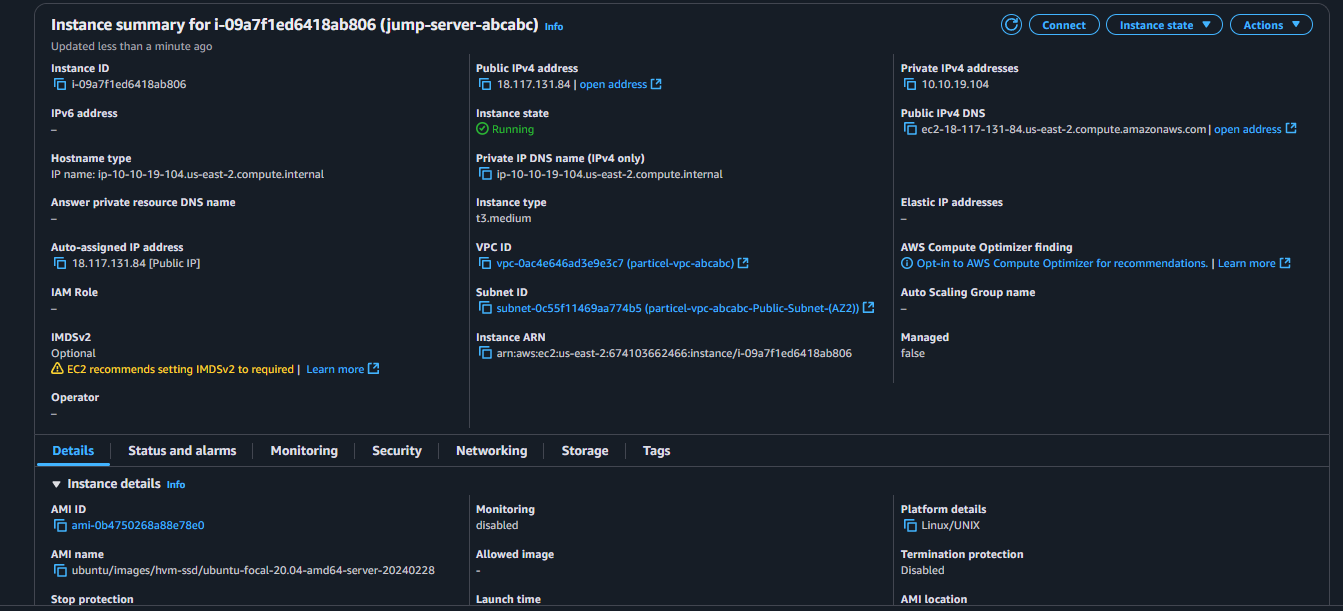 Instance summary for i-09a7f1ed6418ab806 (jump-server-abcabc) Info
Connect
Instance state
Actions
Updated less than a minute ago
Instance ID
i-09a7f1ed6418ab806
Public IPv4 address
18.117.131.84 | open address
Private IPv4 addresses
10.10.19.104
IPv6 address
–
Instance state
Running
Public IPv4 DNS
ec2-18-117-131-84.us-east-2.compute.amazonaws.com | open address
Hostname type
IP name: ip-10-10-19-104.us-east-2.compute.internal
Private IP DNS name (IPv4 only)
ip-10-10-19-104.us-east-2.compute.internal
Answer private resource DNS name
–
Instance type
t3.medium
Elastic IP addresses
–
Auto-assigned IP address
18.117.131.84 [Public IP]
VPC ID
vpc-0ac4e646ad3e9e3c7 (particel-vpc-abcabc)
AWS Compute Optimizer finding
Opt-in to AWS Compute Optimizer for recommendations. | Learn more
IAM Role
–
Subnet ID
subnet-0c55f11469aa774b5 (particel-vpc-abcabc-Public-Subnet-(AZ2))
Auto Scaling Group name
–
IMDSv2
Optional
EC2 recommends setting IMDSv2 to required | Learn more
Instance ARN
arn:aws:ec2:us-east-2:674103662466:instance/i-09a7f1ed6418ab806
Managed
false
Operator
–
Details
Status and alarms
Monitoring
Security
Networking
Storage
Tags
Instance details Info
AMI ID
ami-0b4750268a88e78e0
Monitoring
disabled
Platform details
Linux/UNIX
AMI name
ubuntu/images/hvm-ssd/ubuntu-focal-20.04-amd64-server-20240228
Allowed image
-
Termination protection
Disabled
Stop protection
Launch time
AMI location